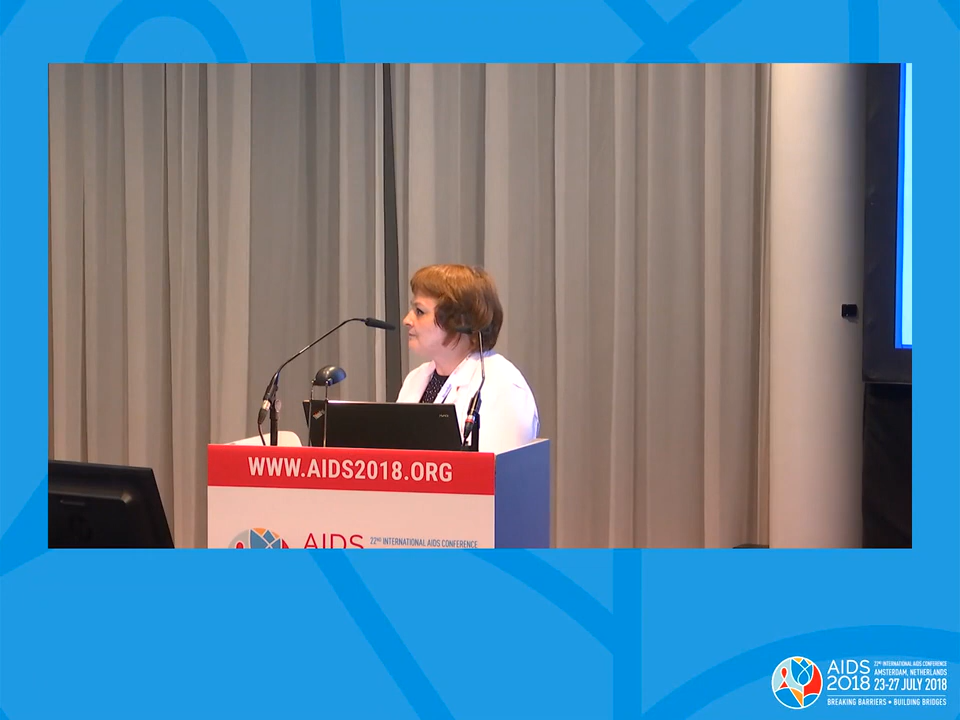 WWW.AIDS2018.ORG
AIDS
22ND INTERNATIONAL AIDS CONFERENCE
AIDS
2018
22ND INTERNATIONAL AIDS CONFERENCE
AMSTERDAM, NETHERLANDS
23-27 JULY 2018
BREAKING BARRIERS • BUILDING BRIDGES